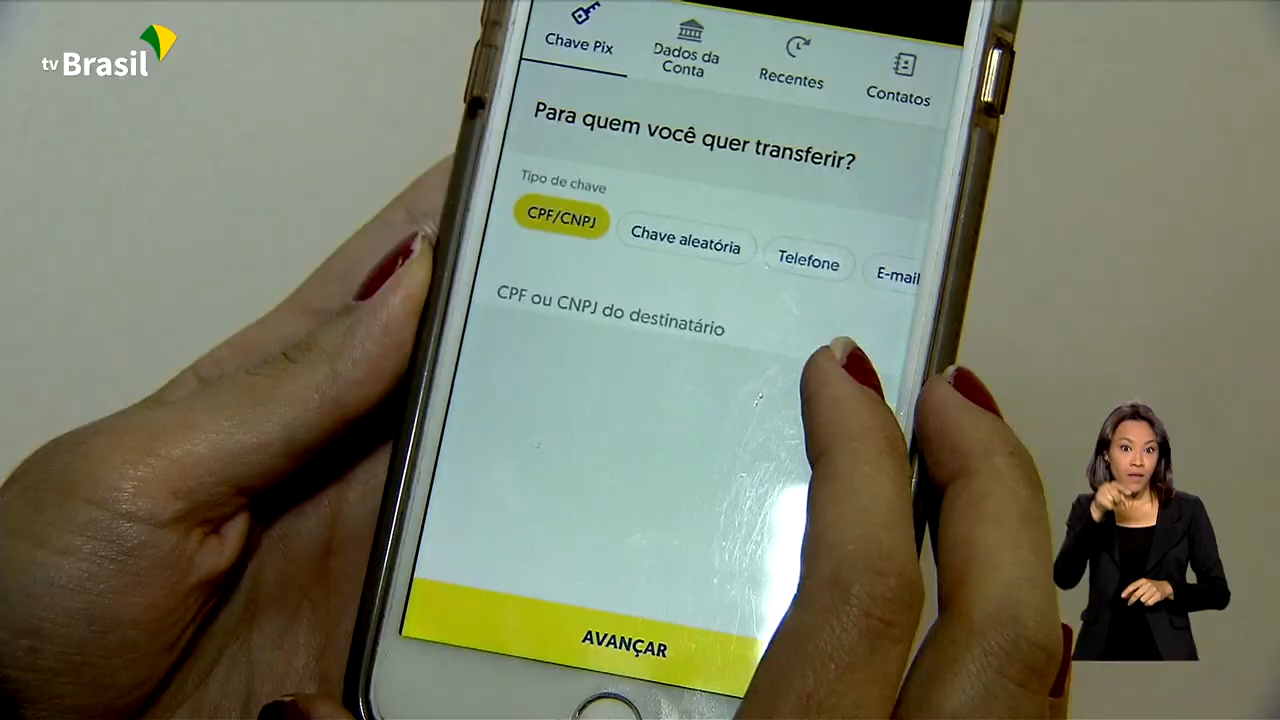 tv Brasil
Chave Pix
Dados da
Conta
Recentes
Contatos
Para quem você quer transferir?
Tipo de chave
CPF/CNPJ
Chave aleatória
Telefone
E-mail
CPF ou CNPJ do destinatário
AVANÇAR